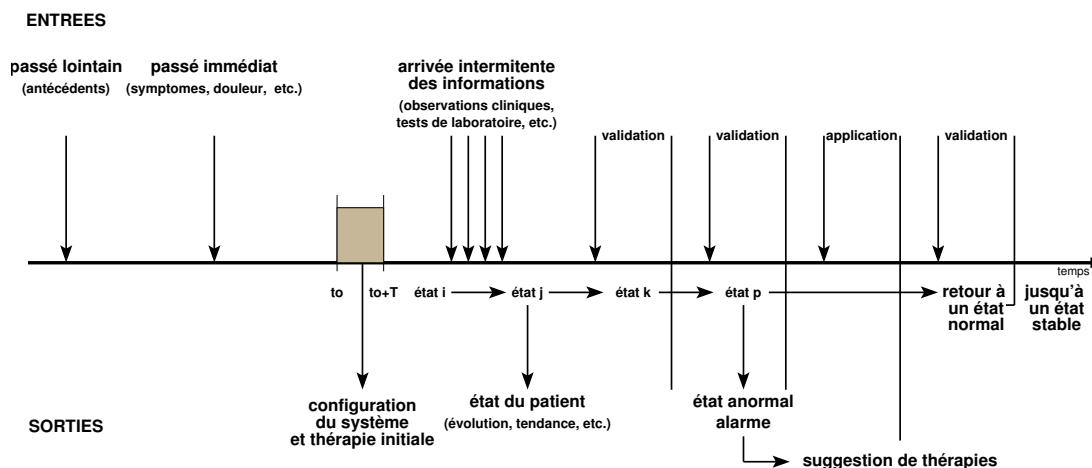 ENTREES
passé lointain
(antécédents)
passé immédiat
(symptomes, douleur, etc.)
arrivée intermitente
des informations
(observations cliniques,
tests de laboratoire, etc.)
validation
validation
application
validation
temps
to
to+T
état i
état j
état k
état p
retour à
un état
normal
jusqu'à
un état
stable
configuration
du système
et thérapie initiale
état du patient
(évolution, tendance, etc.)
état anormal
alarme
SORTIES
suggestion de thérapies